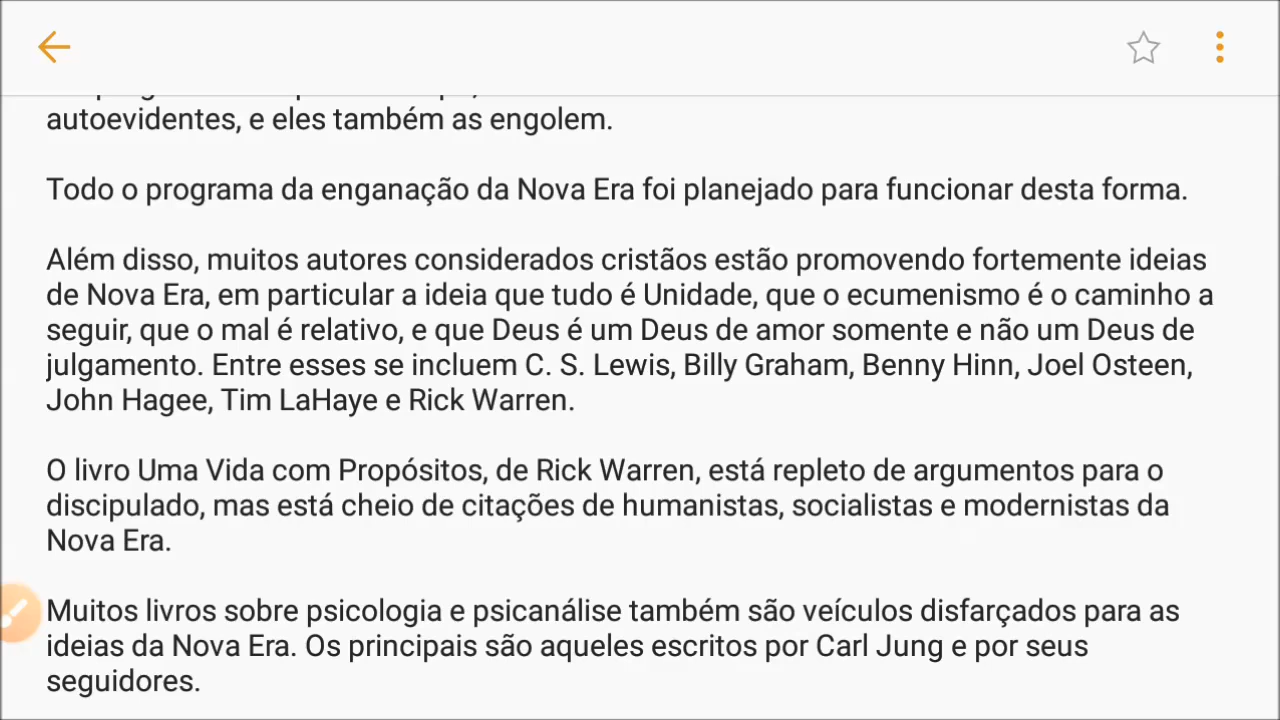 autoevidentes, e eles também as engolem.
Todo o programa da enganação da Nova Era foi planejado para funcionar desta forma.
Além disso, muitos autores considerados cristãos estão promovendo fortemente ideias
de Nova Era, em particular a ideia que tudo é Unidade, que o ecumenismo é o caminho a
seguir, que o mal é relativo, e que Deus é um Deus de amor somente e não um Deus de
julgamento. Entre esses se incluem C. S. Lewis, Billy Graham, Benny Hinn, Joel Osteen,
John Hagee, Tim LaHaye e Rick Warren.
O livro Uma Vida com Propósitos, de Rick Warren, está repleto de argumentos para o
discipulado, mas está cheio de citações de humanistas, socialistas e modernistas da
Nova Era.
Muitos livros sobre psicologia e psicanálise também são veículos disfarçados para as
ideias da Nova Era. Os principais são aqueles escritos por Carl Jung e por seus
seguidores.